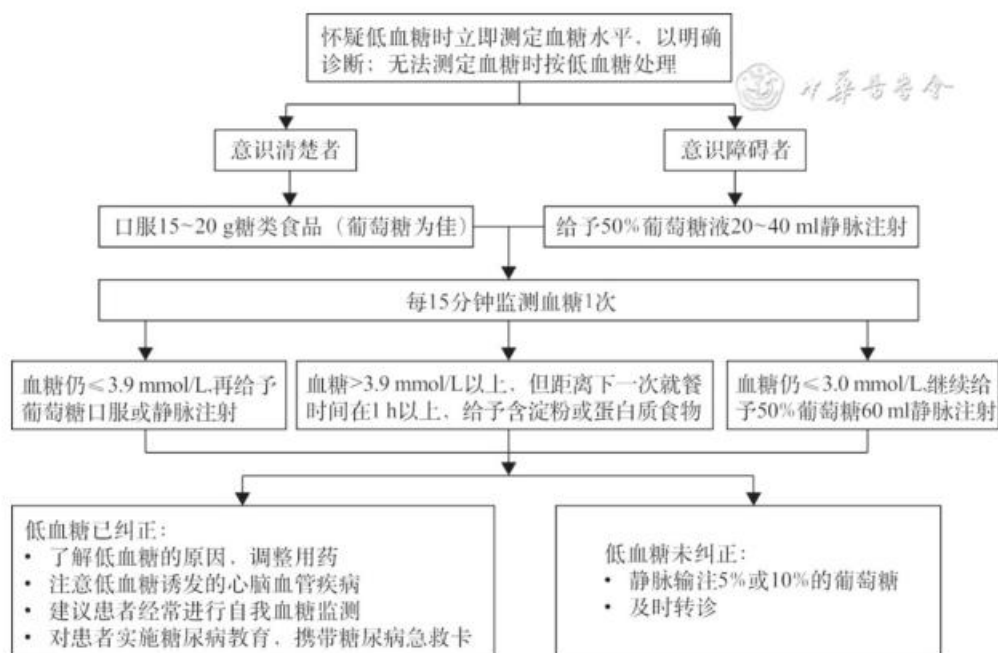 怀疑低血糖时立即测定血糖水平，以明确
诊断；无法测定血糖时按低血糖处理
中华医学会
意识清楚者
意识障碍者
口服15~20 g糖类食品（葡萄糖为佳）
给予50%葡萄糖液20~40 ml静脉注射
每15分钟监测血糖1次
血糖仍≤3.9 mmol/L,再给予
葡萄糖口服或静脉注射
血糖>3.9 mmol/L以上，但距离下一次就餐
时间在1 h以上，给予含淀粉或蛋白质食物
血糖仍≤3.0 mmol/L,继续给
予50%葡萄糖60 ml静脉注射
低血糖已纠正：
• 了解低血糖的原因，调整用药
• 注意低血糖诱发的心脑血管疾病
• 建议患者经常进行自我血糖监测
• 对患者实施糖尿病教育，携带糖尿病急救卡
低血糖未纠正：
• 静脉输注5%或10%的葡萄糖
• 及时转诊